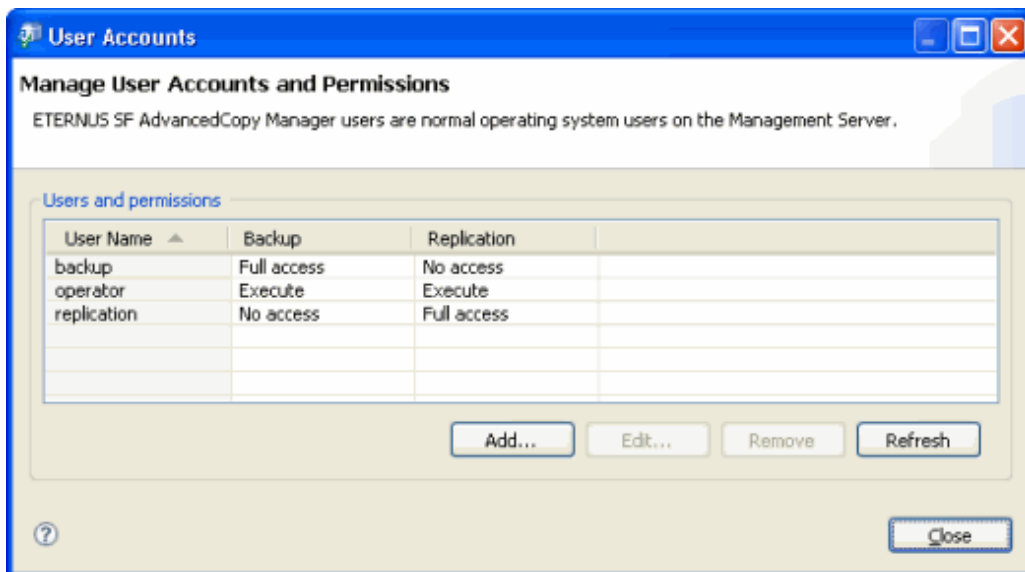 User Accounts
Manage User Accounts and Permissions
ETERNUS SF AdvancedCopy Manager users are normal operating system users on the Management Server.
Users and permissions
User Name Backup Replication
backup Full access No access
operator Execute Execute
replication No access Full access
Add... Edit... Remove Refresh
? Close